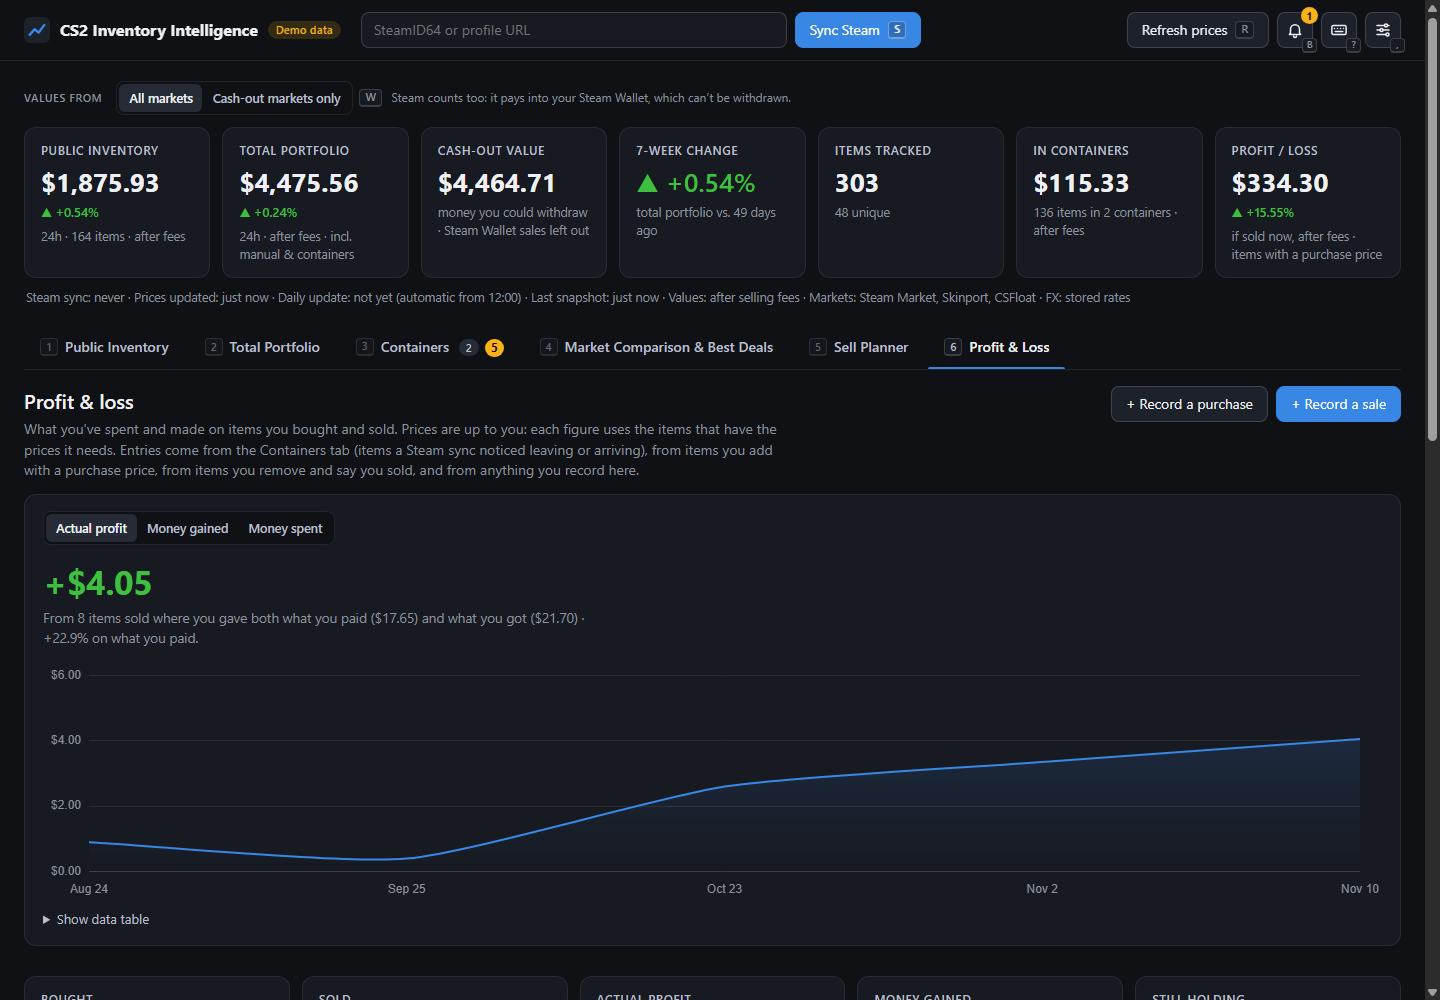 CS2 Inventory Intelligence
Demo data
SteamID64 or profile URL
Sync Steam S
Refresh prices R
1
B
?
,
VALUES FROM
All markets
Cash-out markets only
W
Steam counts too: it pays into your Steam Wallet, which can't be withdrawn.
PUBLIC INVENTORY
$1,875.93
▲ +0.54%
24h · 164 items · after fees
TOTAL PORTFOLIO
$4,475.56
▲ +0.24%
24h · after fees · incl.
manual & containers
CASH-OUT VALUE
$4,464.71
money you could withdraw
· Steam Wallet sales left out
7-WEEK CHANGE
▲ +0.54%
total portfolio vs. 49 days
ago
ITEMS TRACKED
303
48 unique
IN CONTAINERS
$115.33
136 items in 2 containers ·
after fees
PROFIT / LOSS
$334.30
▲ +15.55%
if sold now, after fees ·
items with a purchase price
Steam sync: never · Prices updated: just now · Daily update: not yet (automatic from 12:00) · Last snapshot: just now · Values: after selling fees · Markets: Steam Market, Skinport, CSFloat · FX: stored rates
1 Public Inventory
2 Total Portfolio
3 Containers 2 5
4 Market Comparison & Best Deals
5 Sell Planner
6 Profit & Loss
Profit & loss
+ Record a purchase
+ Record a sale
What you've spent and made on items you bought and sold. Prices are up to you: each figure uses the items that have the
prices it needs. Entries come from the Containers tab (items a Steam sync noticed leaving or arriving), from items you add
with a purchase price, from items you remove and say you sold, and from anything you record here.
Actual profit
Money gained
Money spent
+$4.05
From 8 items sold where you gave both what you paid ($17.65) and what you got ($21.70) ·
+22.9% on what you paid.
$6.00
$4.00
$2.00
$0.00
Aug 24
Sep 25
Oct 23
Nov 2
Nov 10
▶ Show data table
BOUGHT
SOLD
ACTUAL PROFIT
MONEY GAINED
STILL HOLDING